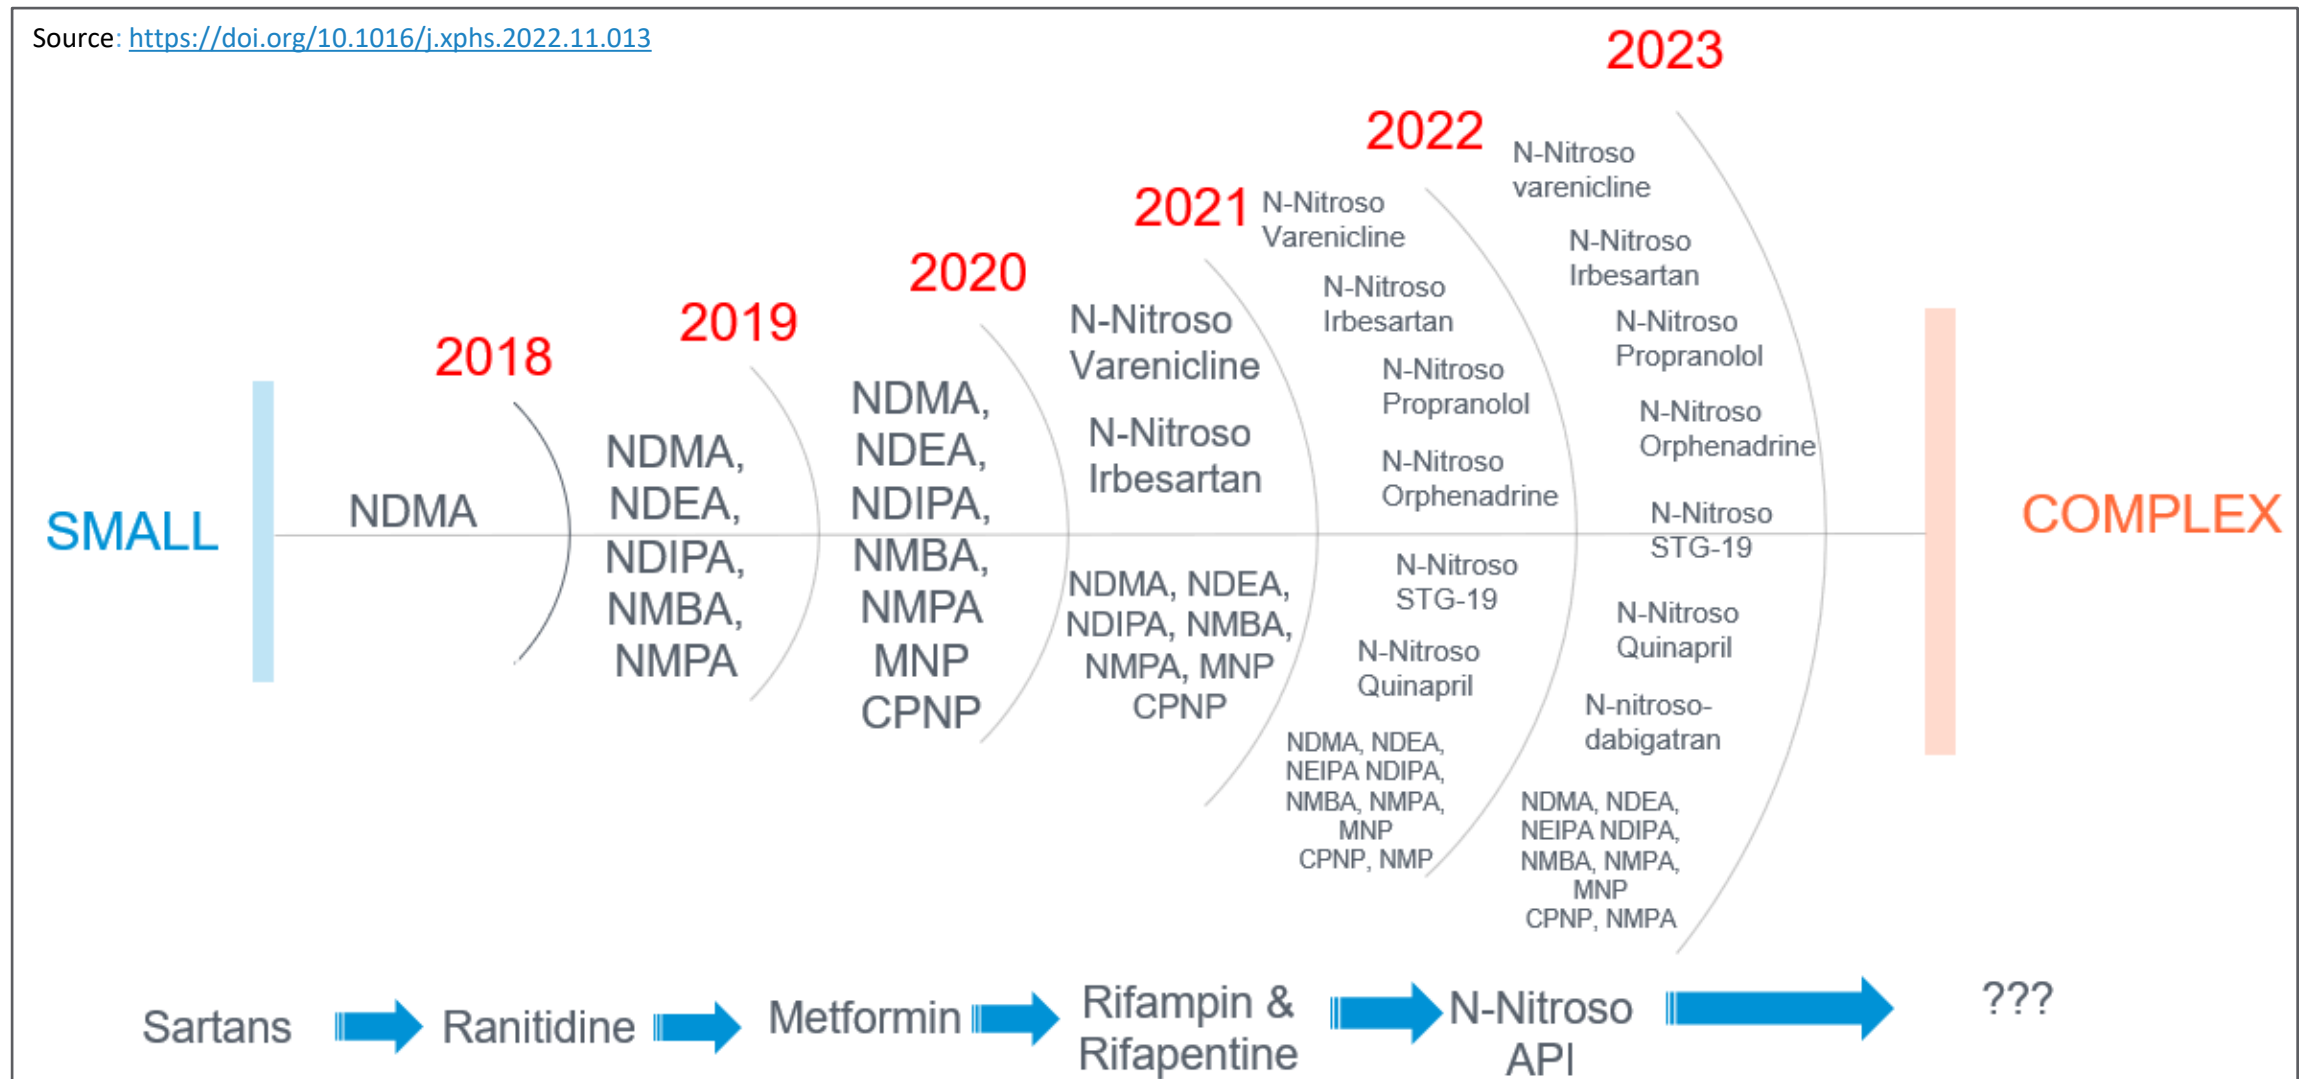 Source: https://doi.org/10.1016/j.xphs.2022.11.013
SMALL
2018
NDMA
2019
NDMA,
NDEA,
NDIPA,
NMBA,
NMPA
2020
NDMA,
NDEA,
NDIPA,
NMBA,
NMPA
MNP
CPNP
2021
N-Nitroso
Varenicline
N-Nitroso
Irbesartan
NDMA, NDEA,
NDIPA, NMBA,
NMPA, MNP
CPNP
2022
N-Nitroso
Varenicline
N-Nitroso
Irbesartan
N-Nitroso
Propranolol
N-Nitroso
Orphenadrine
N-Nitroso
STG-19
N-Nitroso
Quinapril
NDMA, NDEA,
NEIPA NDIPA,
NMBA, NMPA,
MNP
CPNP, NMP
2023
N-Nitroso
varenicline
N-Nitroso
Irbesartan
N-Nitroso
Propranolol
N-Nitroso
Orphenadrine
N-Nitroso
STG-19
N-Nitroso
Quinapril
N-nitroso-
dabigatran
NDMA, NDEA,
NEIPA NDIPA,
NMBA, NMPA,
MNP
CPNP, NMPA
COMPLEX
Sartans
Ranitidine
Metformin
Rifampin &
Rifapentine
N-Nitroso
API
???